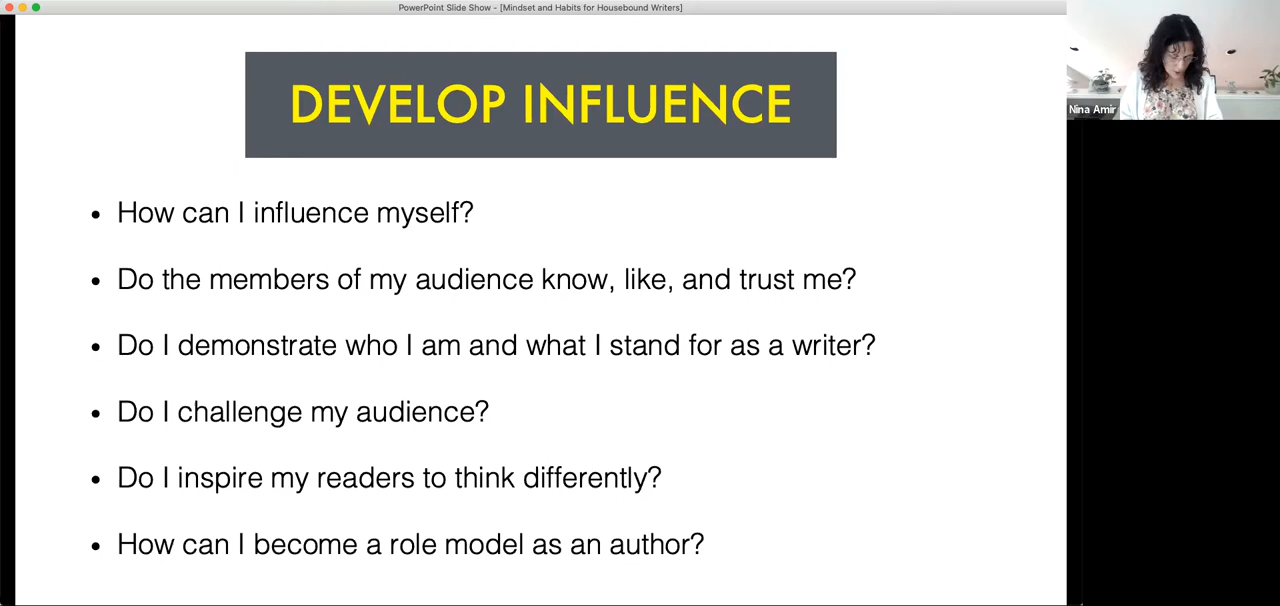 PowerPoint Slide Show - [Mindset and Habits for Housebound Writers]
DEVELOP INFLUENCE
Nina Amir
• How can I influence myself?
• Do the members of my audience know, like, and trust me?
• Do I demonstrate who I am and what I stand for as a writer?
• Do I challenge my audience?
• Do I inspire my readers to think differently?
• How can I become a role model as an author?